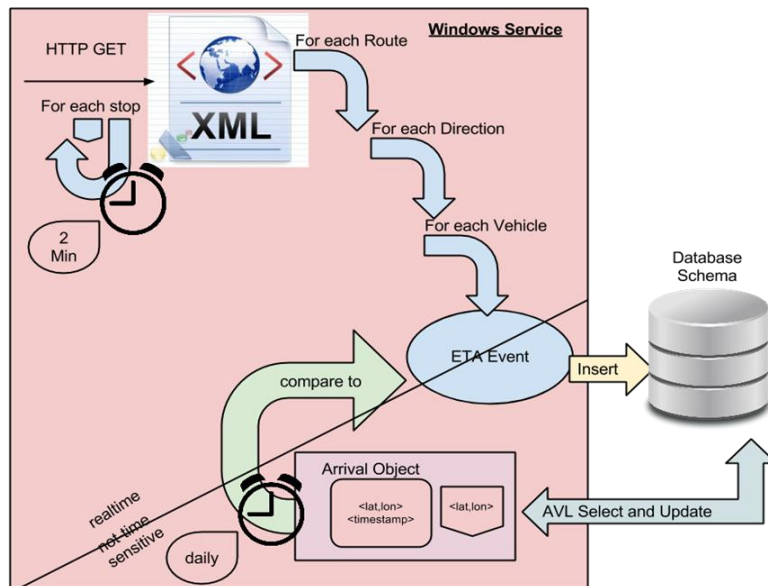 Windows Service
HTTP GET
For each stop
2
Min
< >
XML
For each Route
For each Direction
For each Vehicle
Database
Schema
ETA Event
Insert
compare to
Arrival Object
<lat,lon>
<timestamp>
<lat,lon>
AVL Select and Update
realtime
not-time
sensitive
daily